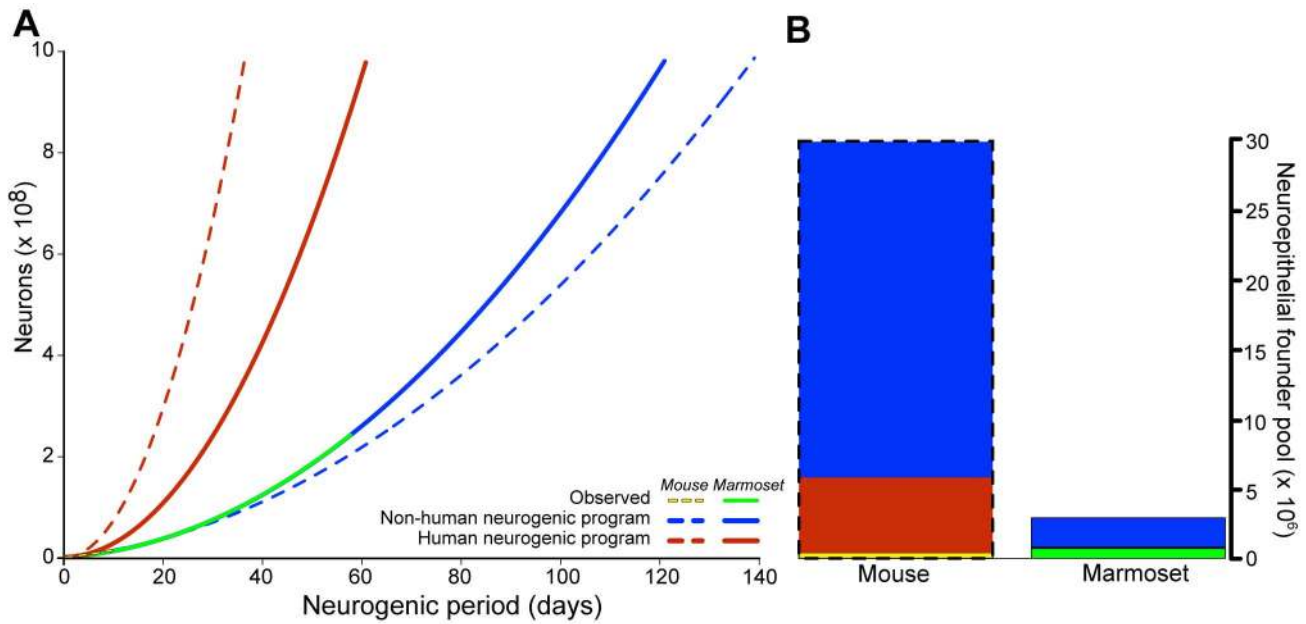 A
B
Neurons (x 10⁸)
10
8
6
4
2
0
0 20 40 60 80 100 120 140
Neurogenic period (days)
Mouse Marmoset
Observed
Non-human neurogenic program
Human neurogenic program
Mouse
Marmoset
30
25
20
15
10
5
0
Neuroepithelial founder pool (x 10⁶)